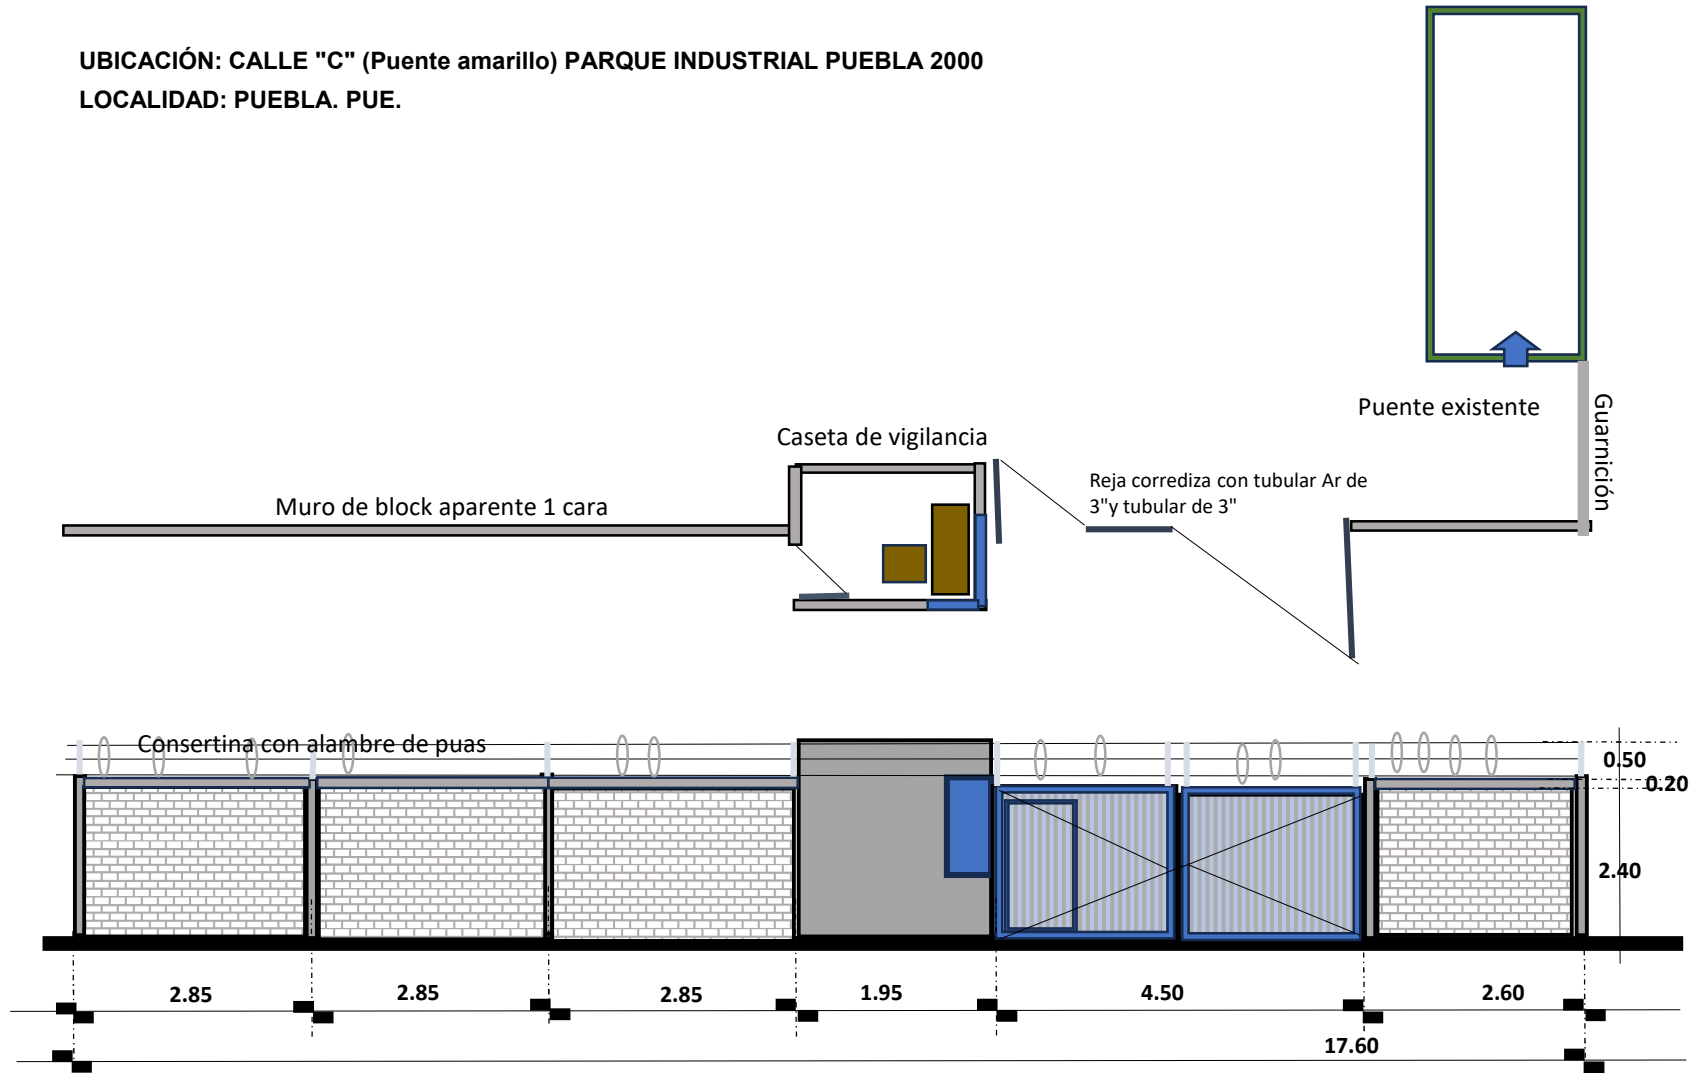 UBICACIÓN: CALLE "C" (Puente amarillo) PARQUE INDUSTRIAL PUEBLA 2000
LOCALIDAD: PUEBLA. PUE.
Puente existente
Guarnición
Caseta de vigilancia
Reja corrediza con tubular Ar de
3"y tubular de 3"
Muro de block aparente 1 cara
Consertina con alambre de puas
0.50
0.20
2.40
2.85
2.85
2.85
1.95
4.50
2.60
17.60